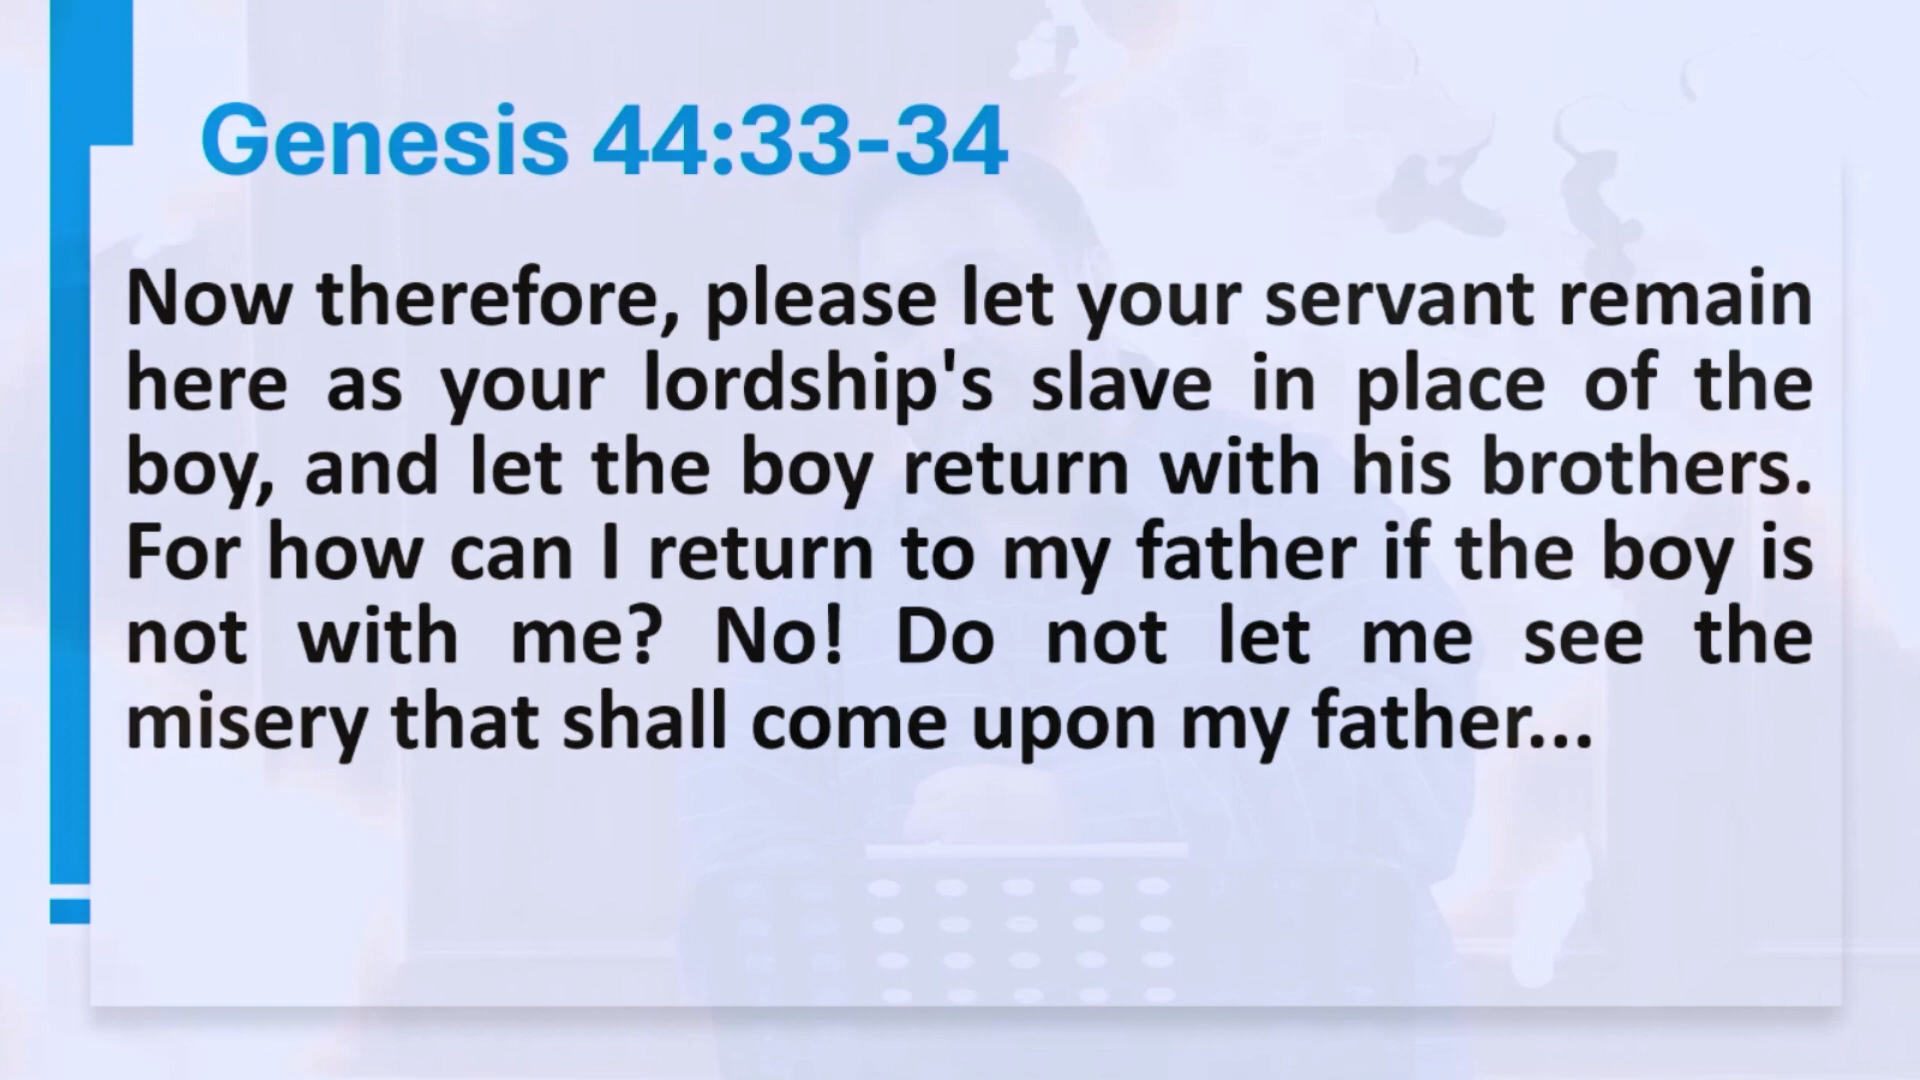 Genesis 44:33-34
Now therefore, please let your servant remain
here as your lordship's slave in place of the
boy, and let the boy return with his brothers.
For how can I return to my father if the boy is
not with me? No! Do not let me see the
misery that shall come upon my father...